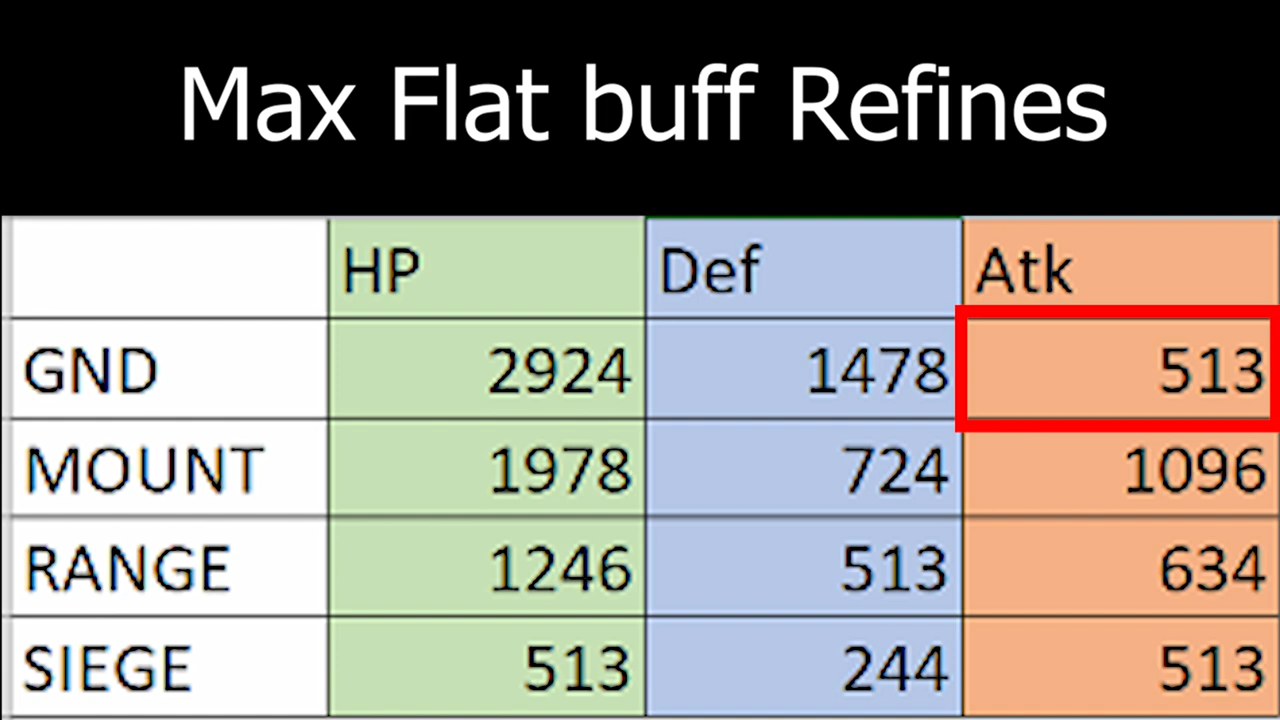 Max Flat buff Refines
HP Def Atk
GND 2924 1478 513
MOUNT 1978 724 1096
RANGE 1246 513 634
SIEGE 513 244 513